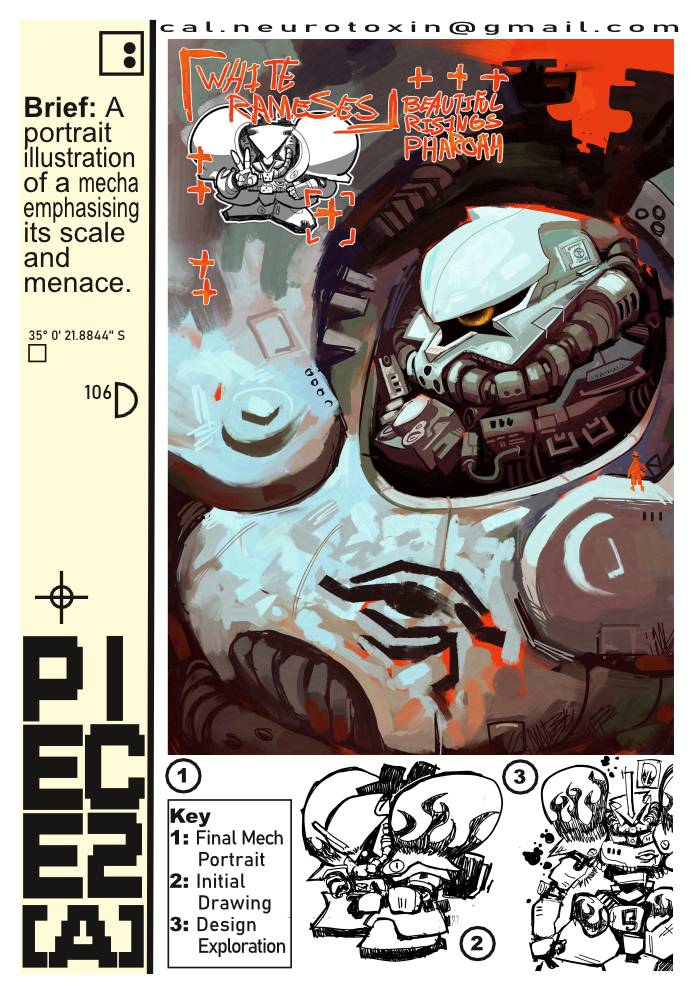 cal.neurotoxin@gmail.com
Brief: A
portrait
illustration
of a mecha
emphasising
its scale
and
menace.
35° 0' 21.8844" S
106
PI
EC
E2
[A]
WHITE
RAMESES
BEAUTIFUL
RISINGS
PHAROAH
1
Key
1: Final Mech
Portrait
2: Initial
Drawing
3: Design
Exploration
2
3
9